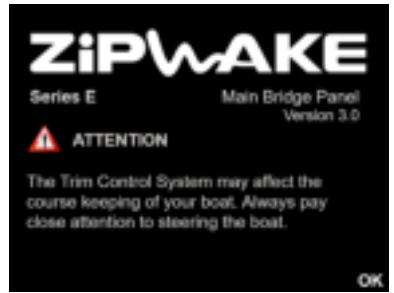 ZiPWAKE
Series E Main Bridge Panel
Version 3.0
ATTENTION
The Trim Control System may affect the
course keeping of your boat. Always pay
close attention to steering the boat.
OK